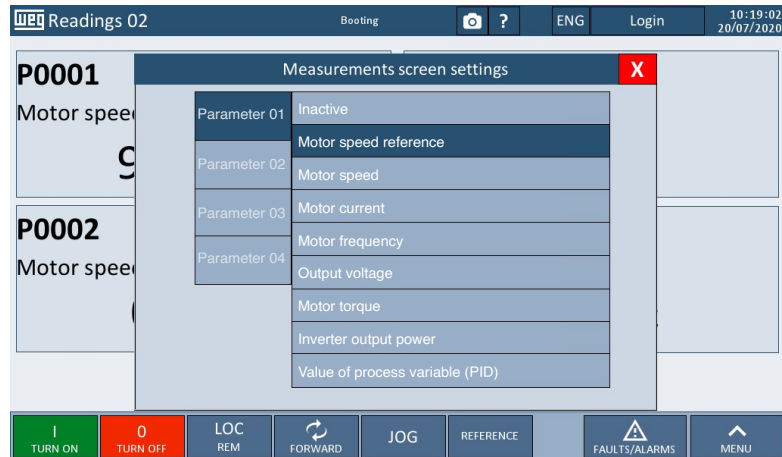 WEG Readings 02
Booting
?
ENG
Login
10:19:02
20/07/2020
P0001
Motor speed
Measurements screen settings
X
Parameter 01
Parameter 02
Parameter 03
Parameter 04
Inactive
Motor speed reference
Motor speed
Motor current
Motor frequency
Output voltage
Motor torque
Inverter output power
Value of process variable (PID)
P0002
Motor speed
I
TURN ON
0
TURN OFF
LOC
REM
FORWARD
JOG
REFERENCE
FAULTS/ALARMS
MENU